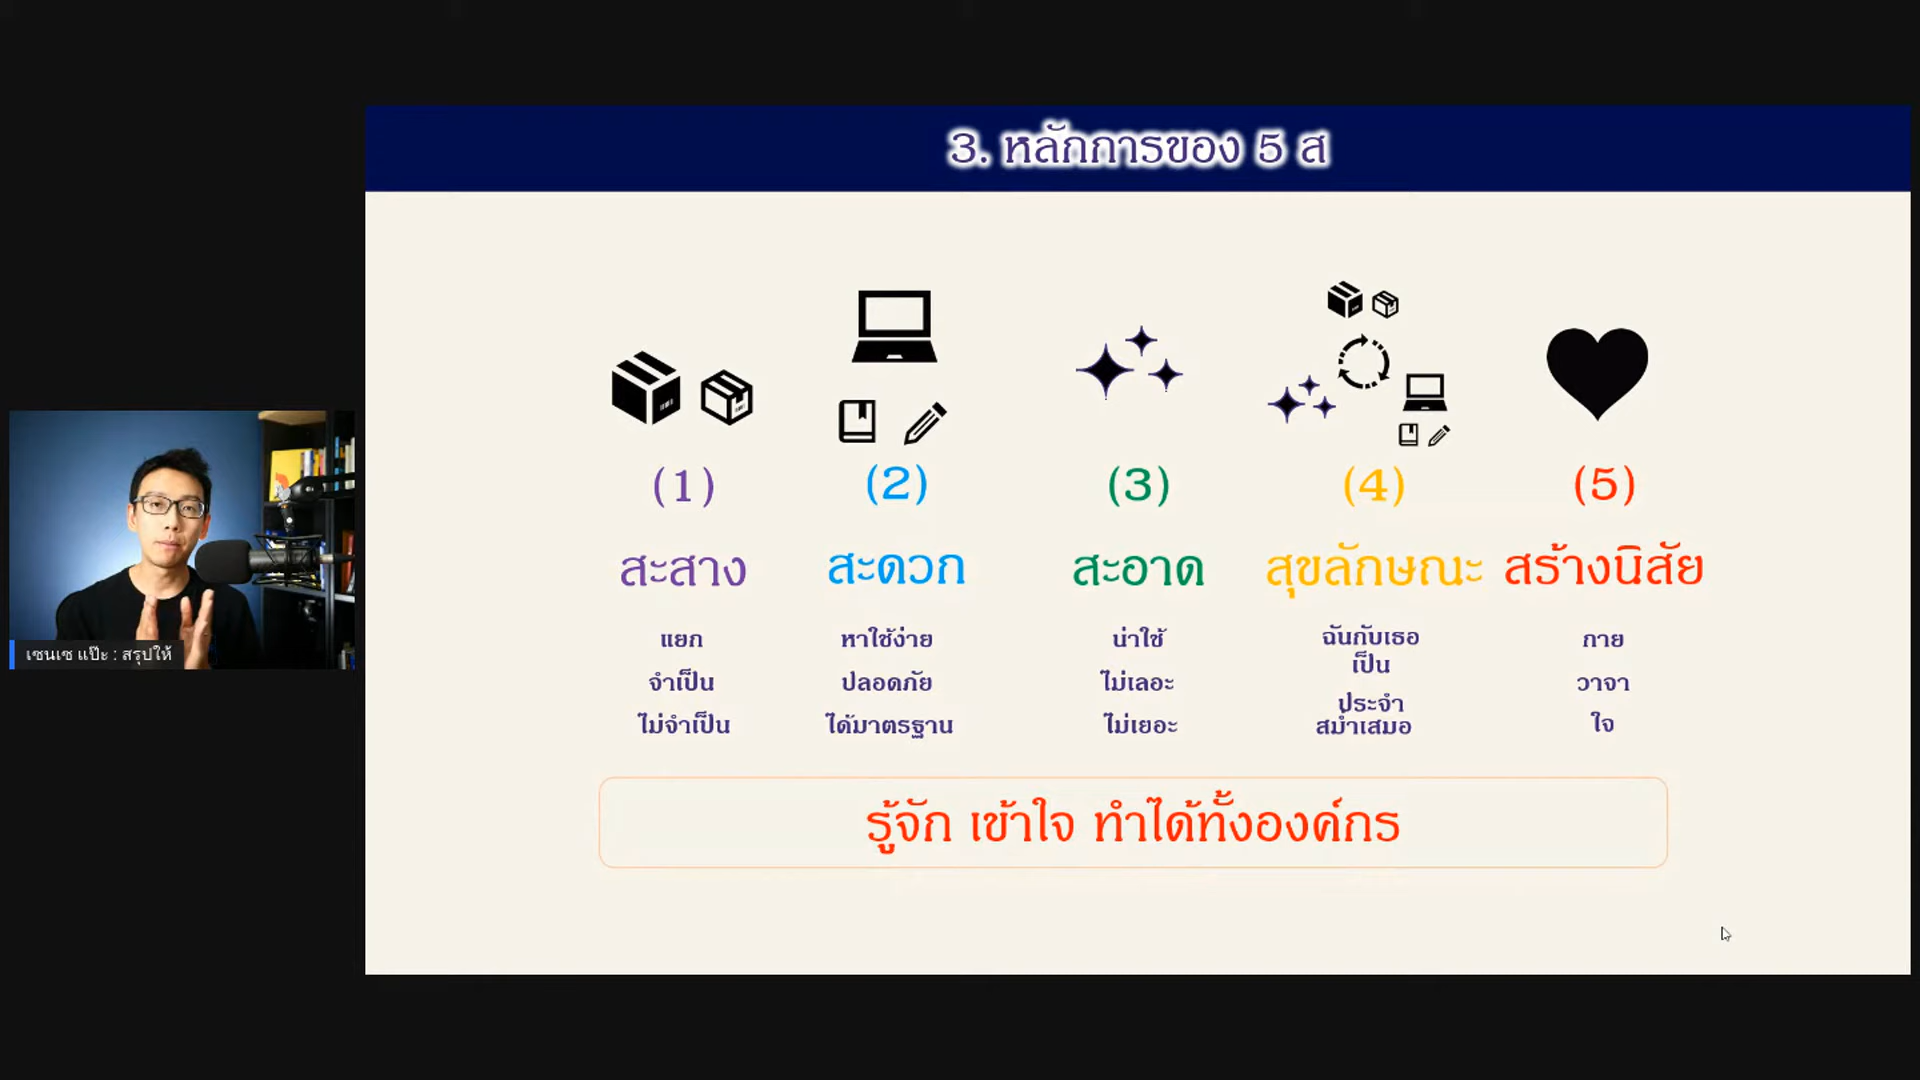 3. หลักการของ 5 ส
(1) (2) (3) (4) (5)
สะสาง สะดวก สะอาด สุขลักษณะ สร้างนิสัย
แยก
จำเป็น
ไม่จำเป็น
หาใช้ง่าย
ปลอดภัย
ได้มาตรฐาน
น่าใช้
ไม่เลอะ
ไม่เยอะ
ฉันกับเธอ
เป็น
ประจำ
สม่ำเสมอ
กาย
วาจา
ใจ
รู้จัก เข้าใจ ทำได้ทั้งองค์กร
เซนเซ แป๊ะ : สรุปให้